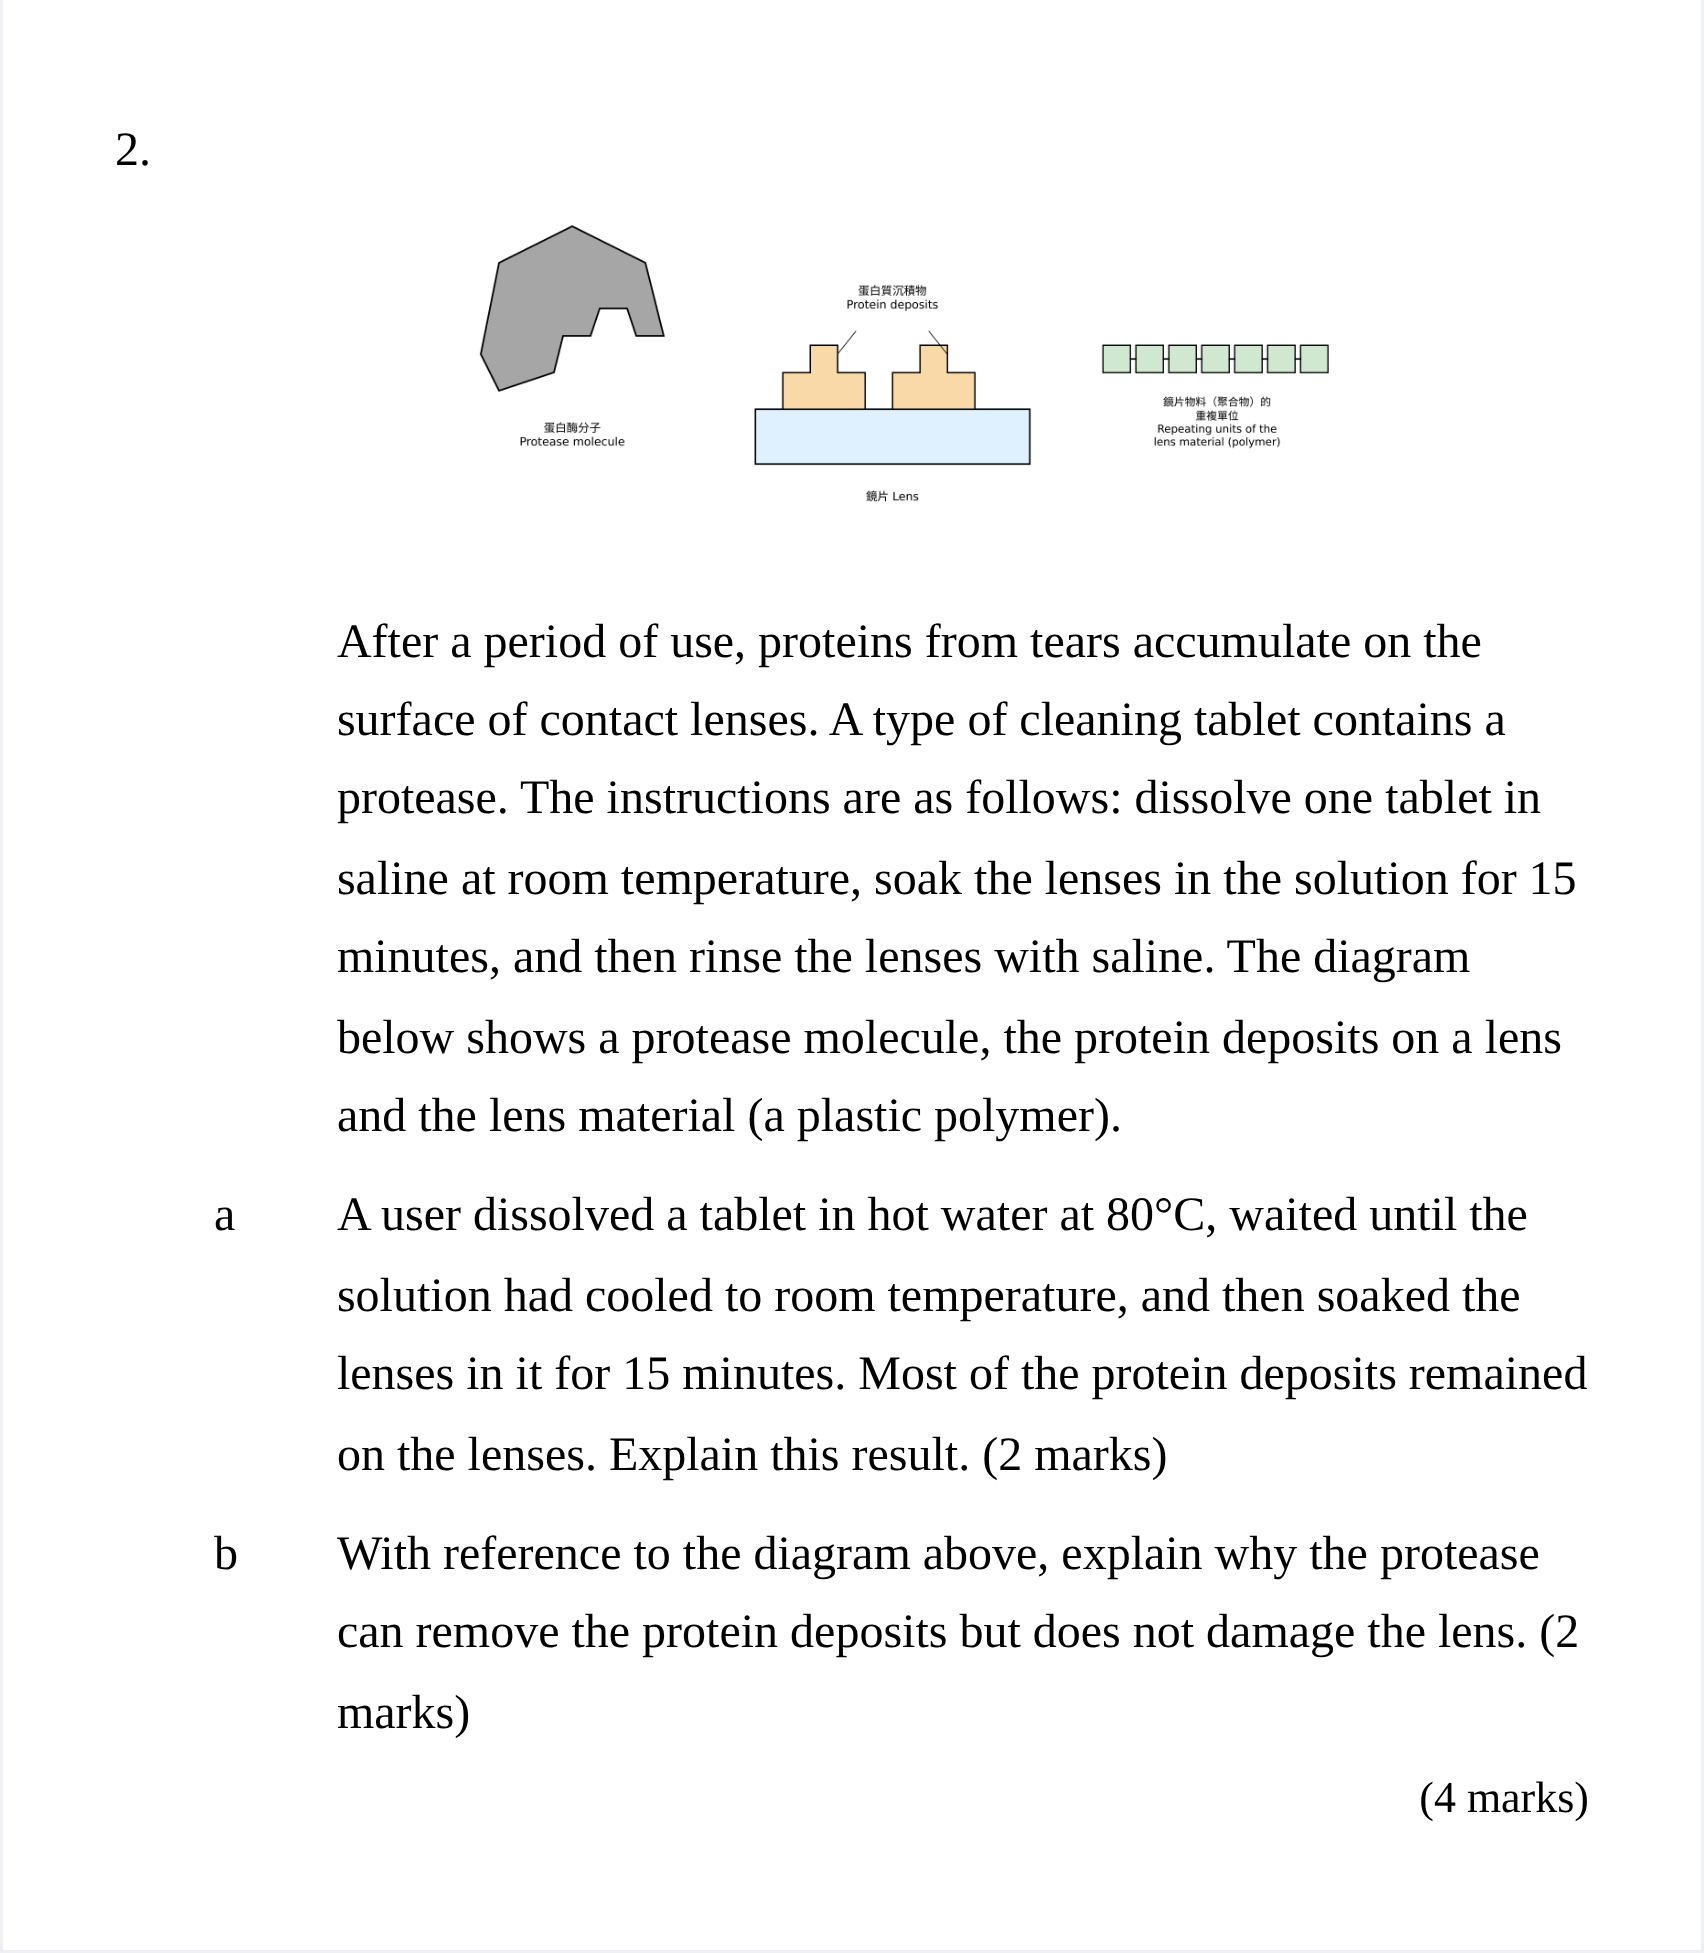 2.
蛋白質沉積物
Protein deposits
蛋白酶分子
Protease molecule
鏡片 Lens
鏡片物料（聚合物）的
重複單位
Repeating units of the
lens material (polymer)
After a period of use, proteins from tears accumulate on the
surface of contact lenses. A type of cleaning tablet contains a
protease. The instructions are as follows: dissolve one tablet in
saline at room temperature, soak the lenses in the solution for 15
minutes, and then rinse the lenses with saline. The diagram
below shows a protease molecule, the protein deposits on a lens
and the lens material (a plastic polymer).
a A user dissolved a tablet in hot water at 80°C, waited until the
solution had cooled to room temperature, and then soaked the
lenses in it for 15 minutes. Most of the protein deposits remained
on the lenses. Explain this result. (2 marks)
b With reference to the diagram above, explain why the protease
can remove the protein deposits but does not damage the lens. (2
marks)
(4 marks)